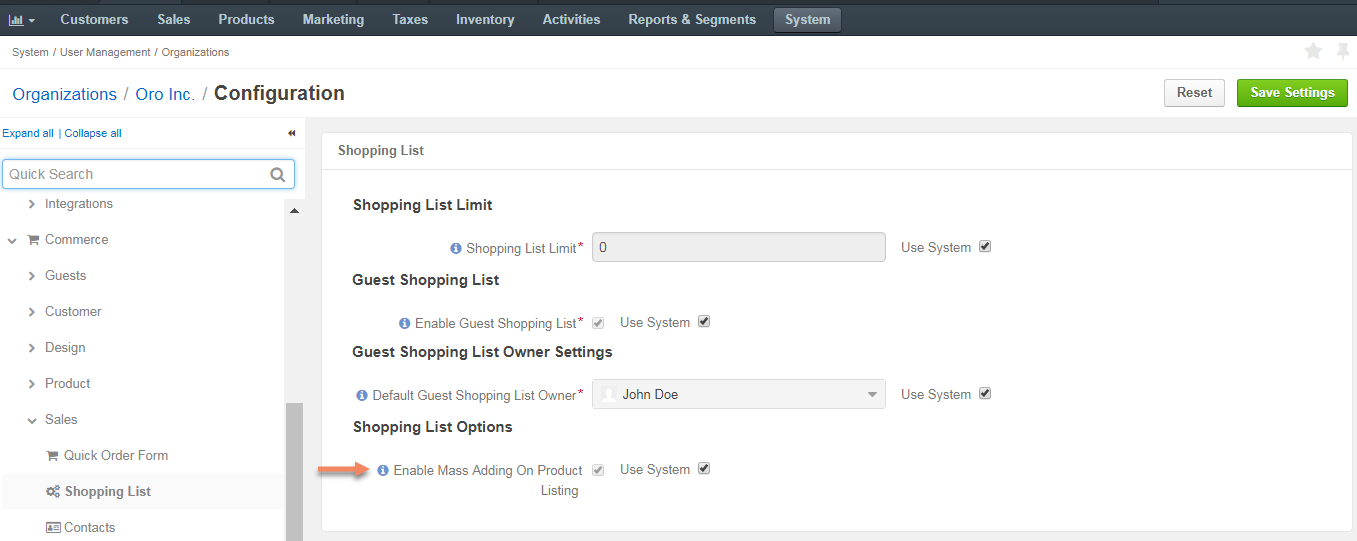 Customers Sales Products Marketing Taxes Inventory Activities Reports & Segments System
System / User Management / Organizations
Organizations / Oro Inc. / Configuration
Reset Save Settings
Expand all | Collapse all
Quick Search
Integrations
Commerce
Guests
Customer
Design
Product
Sales
Quick Order Form
Shopping List
Contacts
Shopping List
Shopping List Limit
Shopping List Limit* 0 Use System
Guest Shopping List
Enable Guest Shopping List* Use System
Guest Shopping List Owner Settings
Default Guest Shopping List Owner* John Doe Use System
Shopping List Options
Enable Mass Adding On Product Use System
Listing